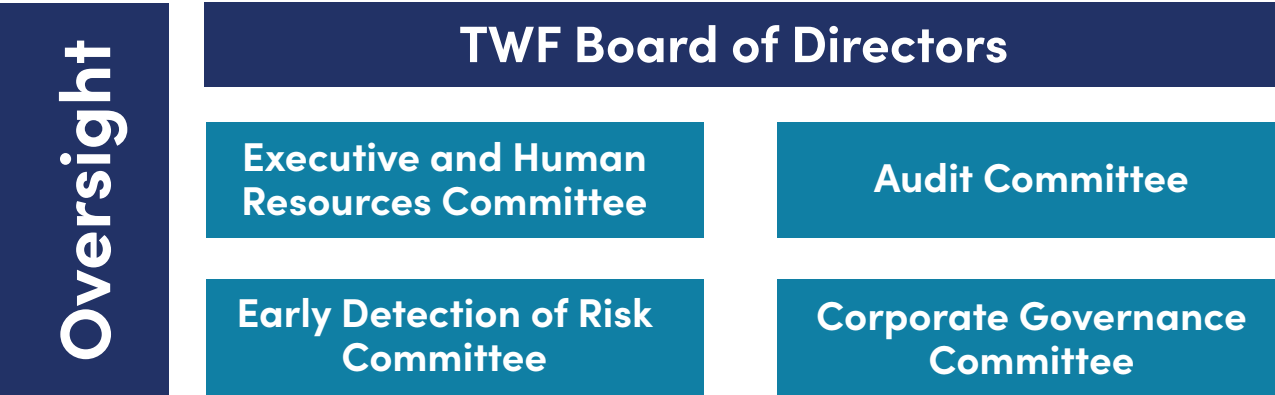 Oversight
TWF Board of Directors
Executive and Human
Resources Committee
Audit Committee
Early Detection of Risk
Committee
Corporate Governance
Committee